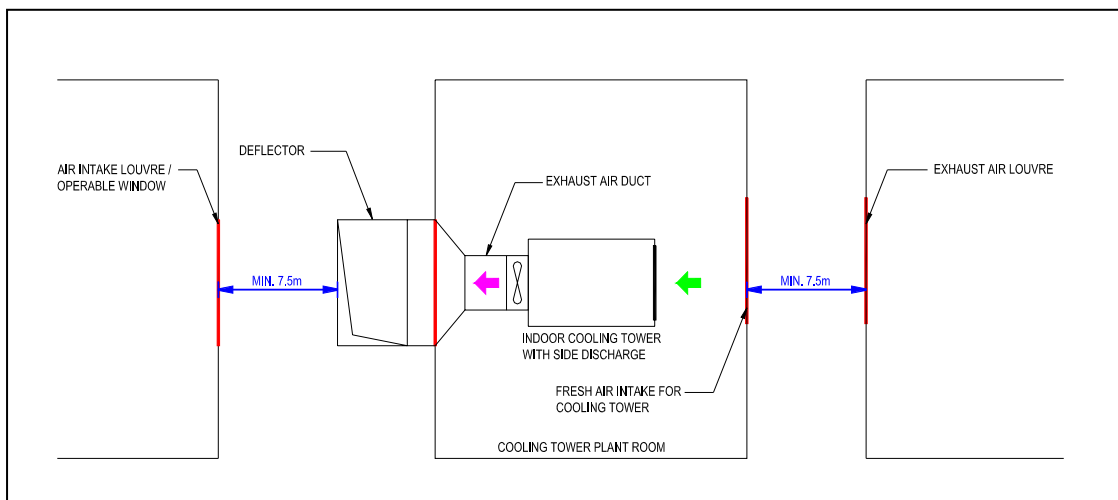 DEFLECTOR
AIR INTAKE LOUVRE /
OPERABLE WINDOW
EXHAUST AIR DUCT
EXHAUST AIR LOUVRE
MIN. 7.5m
MIN. 7.5m
INDOOR COOLING TOWER
WITH SIDE DISCHARGE
FRESH AIR INTAKE FOR
COOLING TOWER
COOLING TOWER PLANT ROOM